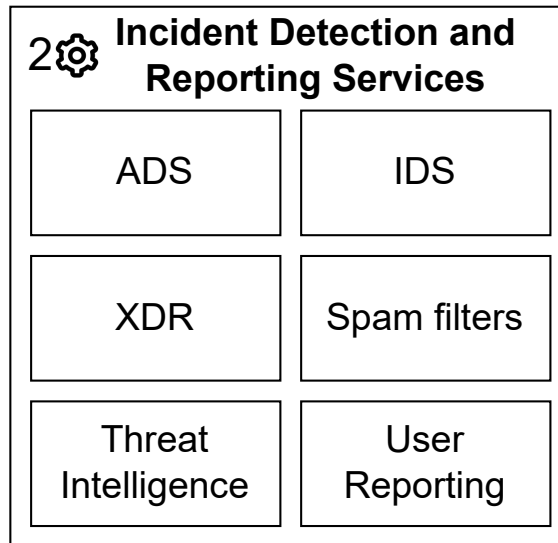 2 Incident Detection and
Reporting Services
ADS
IDS
XDR
Spam filters
Threat
Intelligence
User
Reporting